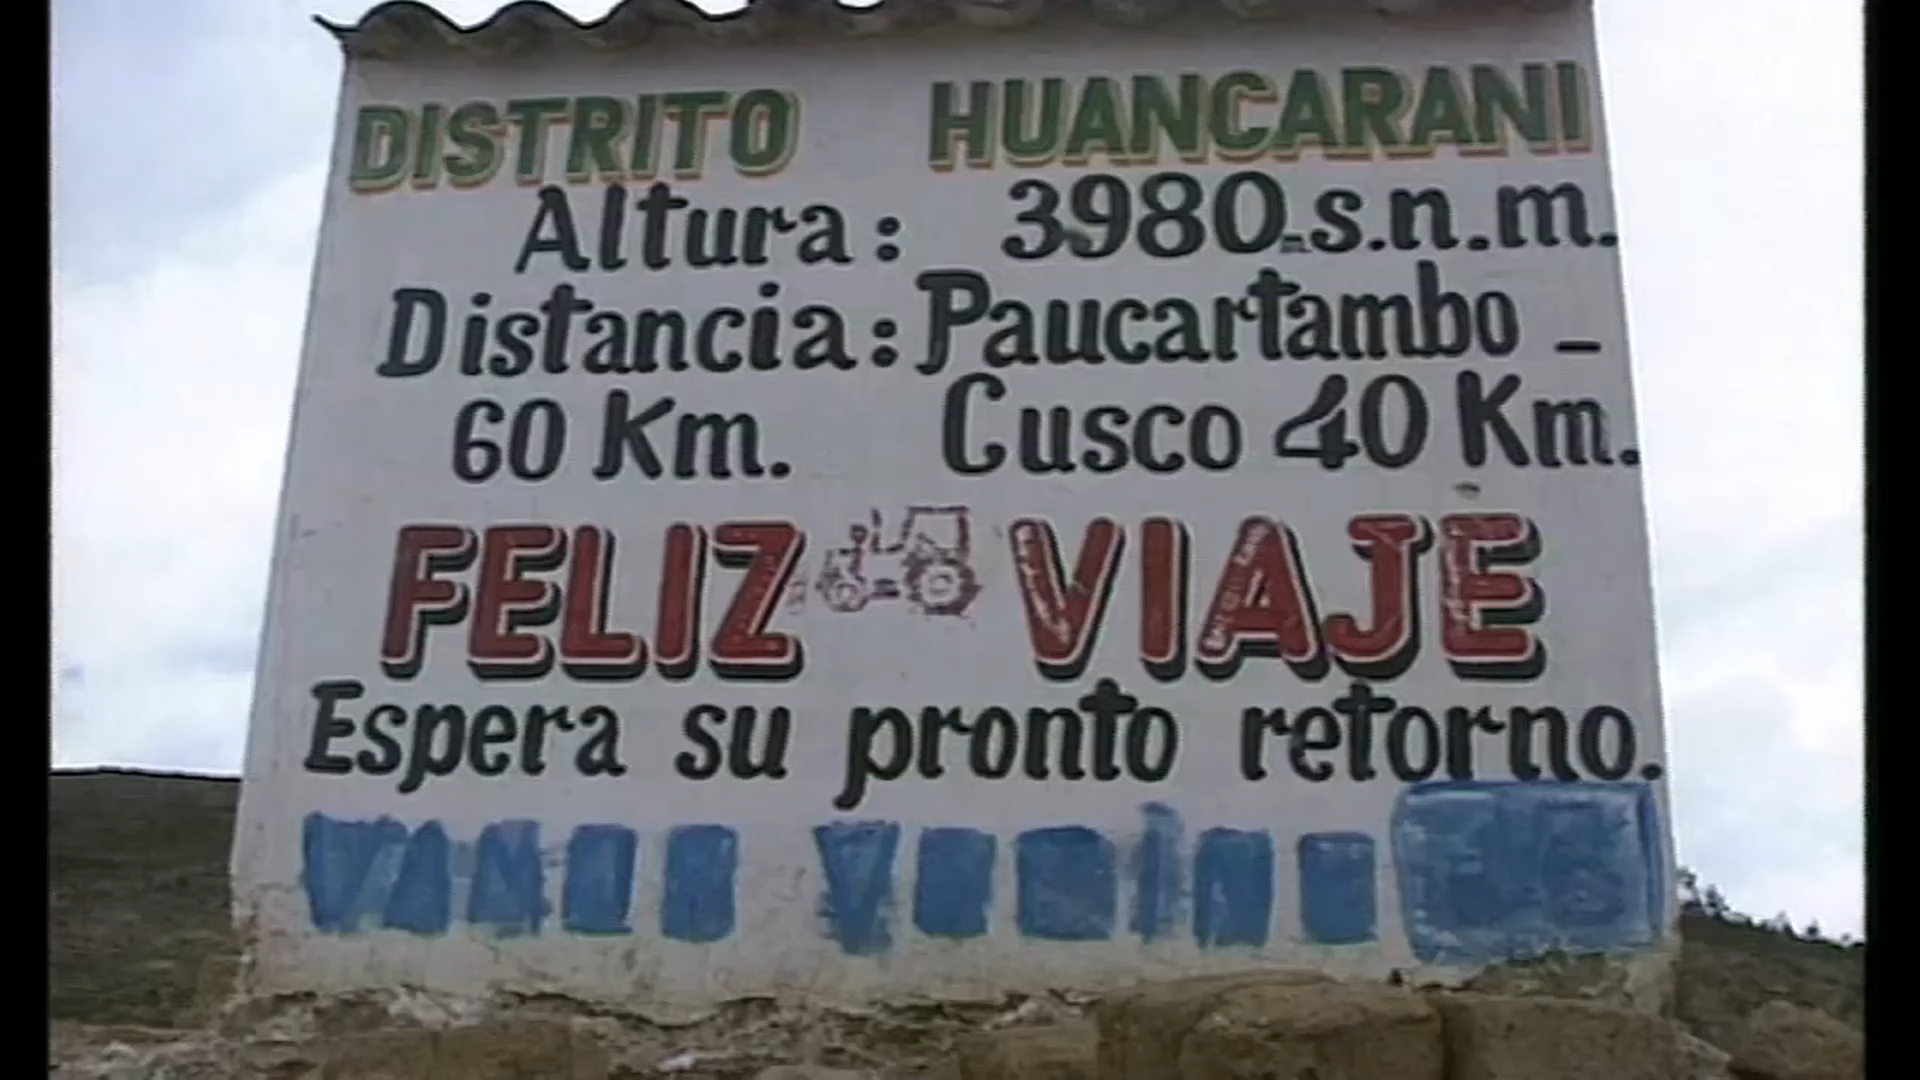 DISTRITO HUANCARANI
Altura: 3980 s.n.m.
Distancia: Paucartambo -
60 Km. Cusco 40 Km.
FELIZ VIAJE
Espera su pronto retorno.